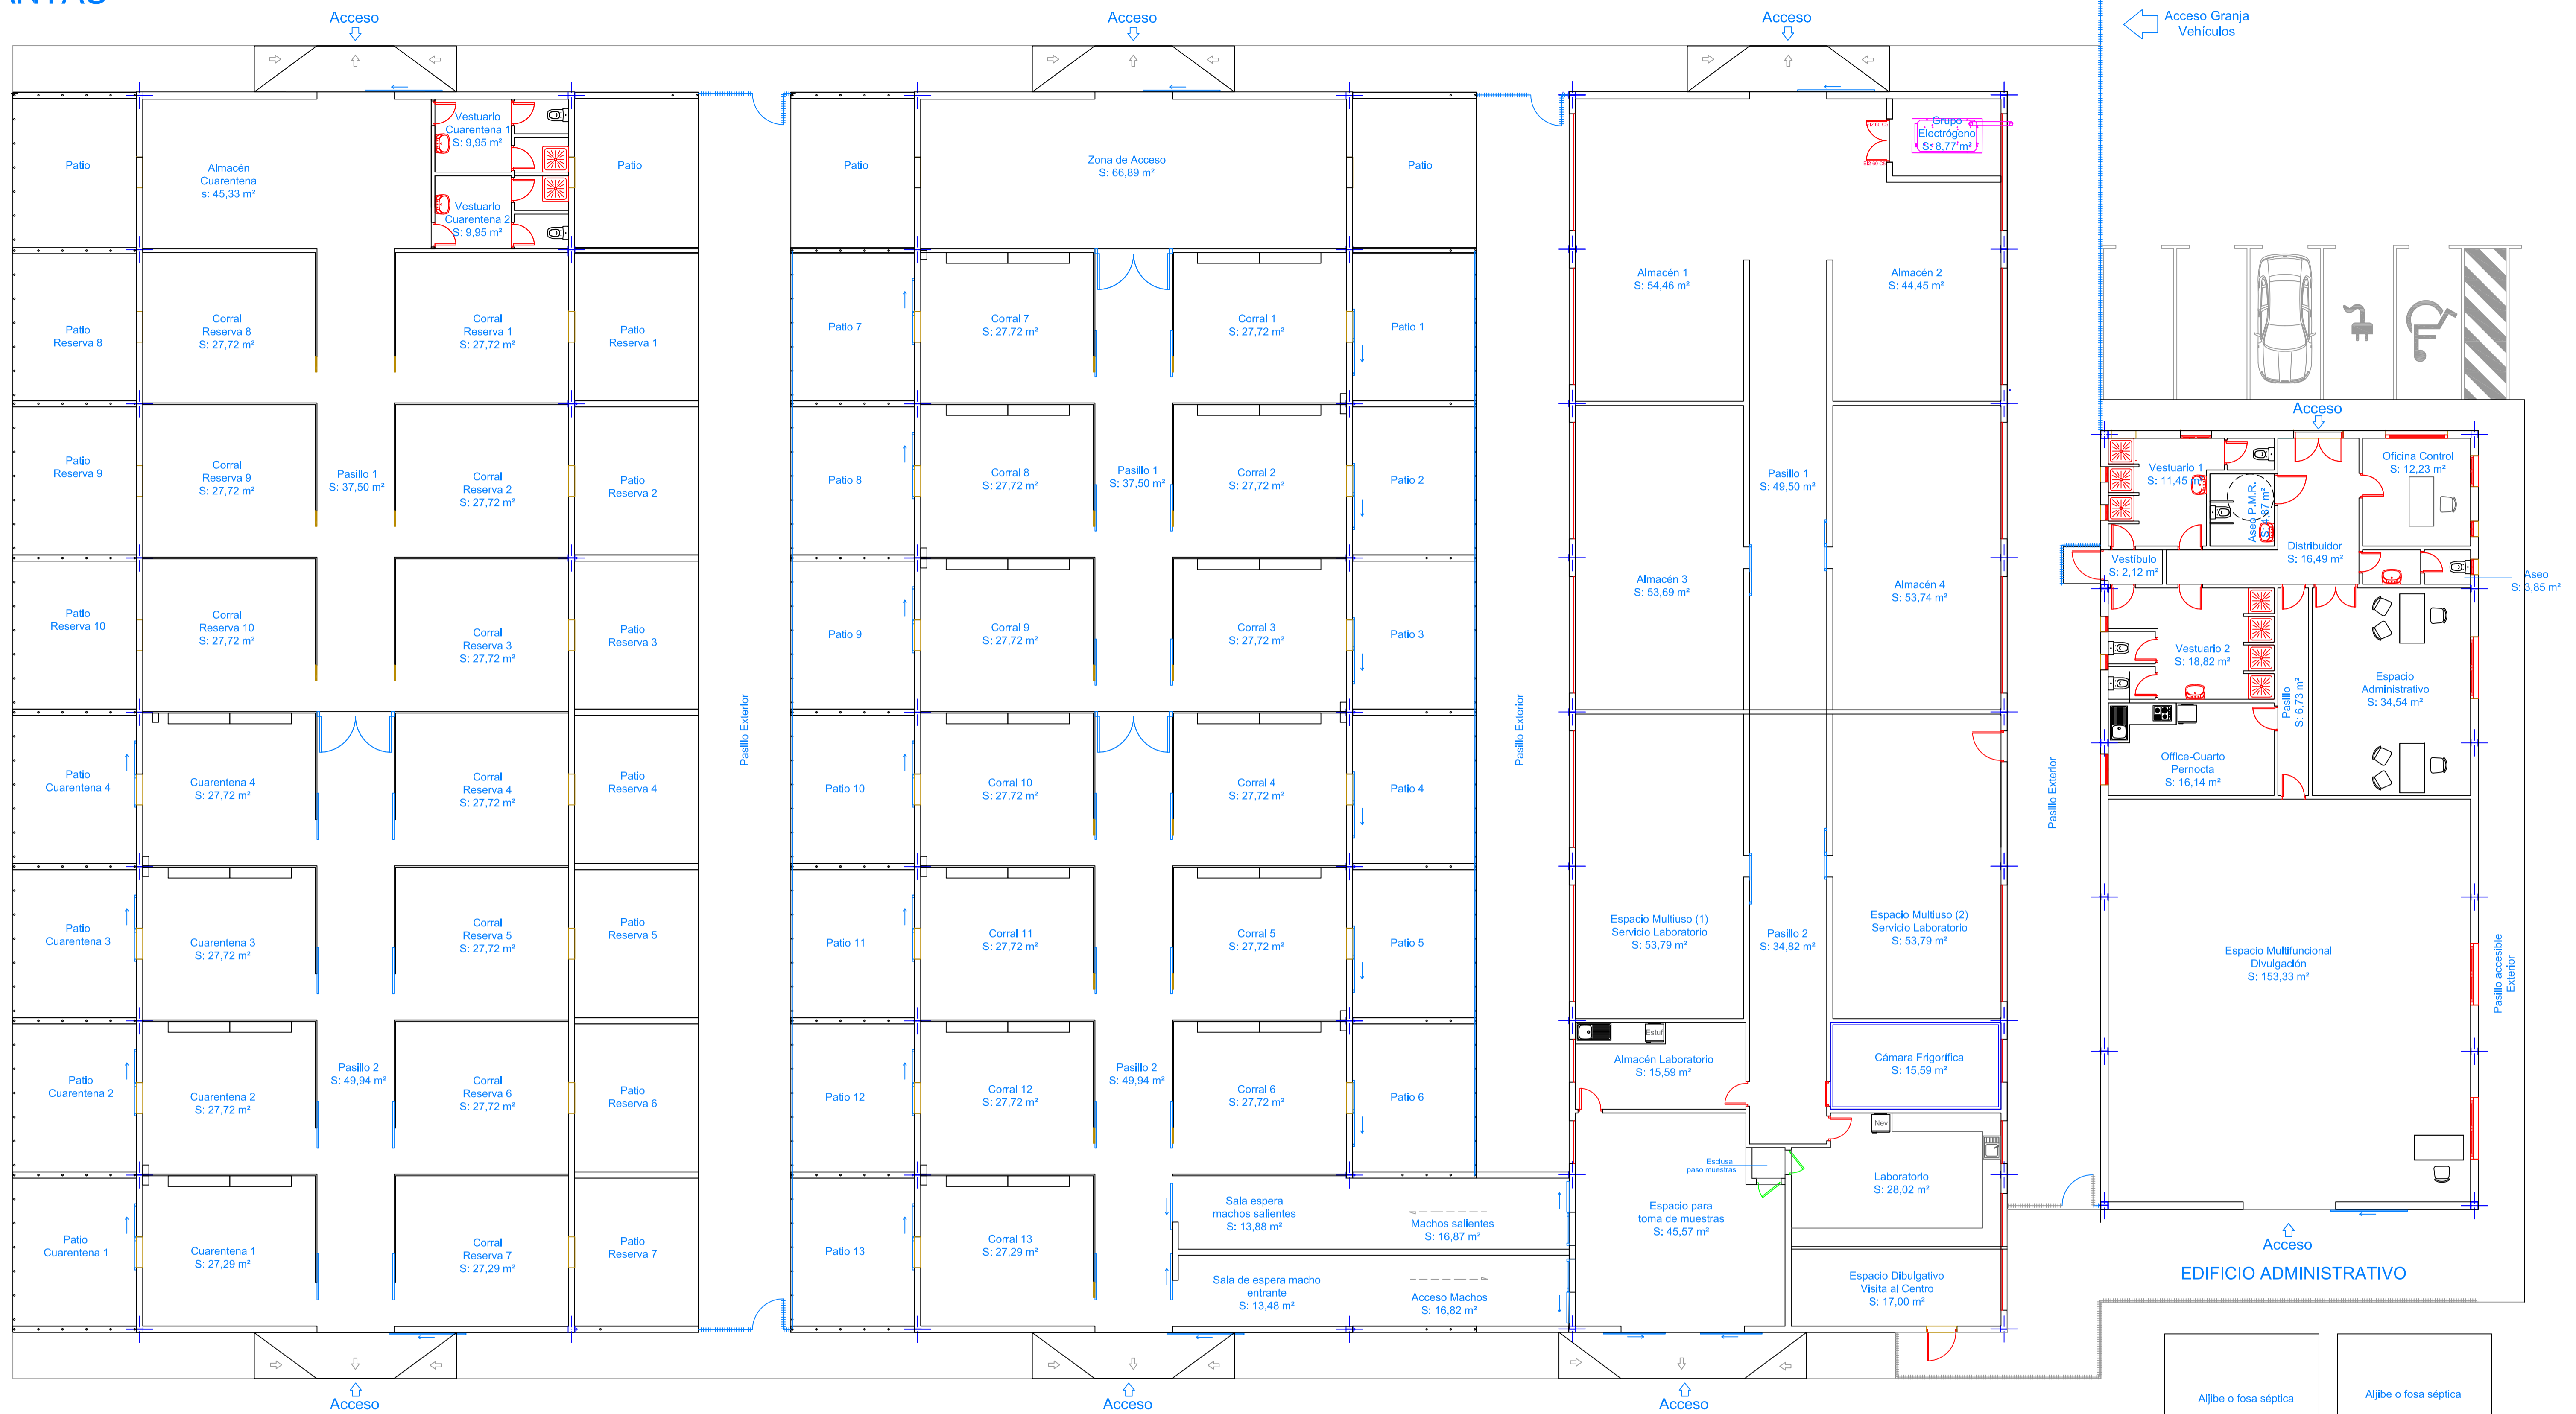 Acceso
Acceso
Acceso
Acceso Granja
Vehículos
Patio
Almacén
Cuarentena
s: 45,33 m²
Vestuario
Cuarentena 1
S: 9,95 m²
Vestuario
Cuarentena 2
S: 9,95 m²
Patio
Patio
Zona de Acceso
S: 66,89 m²
Patio
Grupo
Electrógeno
S: 8,77 m²
Almacén 1
S: 54,46 m²
Almacén 2
S: 44,45 m²
Patio
Reserva 8
Corral
Reserva 8
S: 27,72 m²
Corral
Reserva 1
S: 27,72 m²
Patio
Reserva 1
Patio 7
Corral 7
S: 27,72 m²
Corral 1
S: 27,72 m²
Patio 1
Patio
Reserva 9
Corral
Reserva 9
S: 27,72 m²
Pasillo 1
S: 37,50 m²
Corral
Reserva 2
S: 27,72 m²
Patio
Reserva 2
Patio 8
Corral 8
S: 27,72 m²
Pasillo 1
S: 37,50 m²
Corral 2
S: 27,72 m²
Patio 2
Pasillo 1
S: 49,50 m²
Acceso
Vestuario 1
S: 11,45 m²
Aseo P.M.R.
S: 4,87 m²
Oficina Control
S: 12,23 m²
Distribuidor
S: 16,49 m²
Vestíbulo
S: 2,12 m²
Aseo
S: 3,85 m²
Patio
Reserva 10
Corral
Reserva 10
S: 27,72 m²
Corral
Reserva 3
S: 27,72 m²
Patio
Reserva 3
Patio 9
Corral 9
S: 27,72 m²
Corral 3
S: 27,72 m²
Patio 3
Almacén 3
S: 53,69 m²
Almacén 4
S: 53,74 m²
Vestuario 2
S: 18,82 m²
Pasillo
S: 6,73 m²
Espacio
Administrativo
S: 34,54 m²
Pasillo Exterior
Pasillo Exterior
Pasillo Exterior
Patio
Cuarentena 4
Cuarentena 4
S: 27,72 m²
Corral
Reserva 4
S: 27,72 m²
Patio
Reserva 4
Patio 10
Corral 10
S: 27,72 m²
Corral 4
S: 27,72 m²
Patio 4
Office-Cuarto
Pernocta
S: 16,14 m²
Patio
Cuarentena 3
Cuarentena 3
S: 27,72 m²
Corral
Reserva 5
S: 27,72 m²
Patio
Reserva 5
Patio 11
Corral 11
S: 27,72 m²
Corral 5
S: 27,72 m²
Patio 5
Espacio Multiuso (1)
Servicio Laboratorio
S: 53,79 m²
Pasillo 2
S: 34,82 m²
Espacio Multiuso (2)
Servicio Laboratorio
S: 53,79 m²
Espacio Multifuncional
Divulgación
S: 153,33 m²
Pasillo accesible
Exterior
Patio
Cuarentena 2
Cuarentena 2
S: 27,72 m²
Pasillo 2
S: 49,94 m²
Corral
Reserva 6
S: 27,72 m²
Patio
Reserva 6
Patio 12
Corral 12
S: 27,72 m²
Pasillo 2
S: 49,94 m²
Corral 6
S: 27,72 m²
Patio 6
Estuf
Almacén Laboratorio
S: 15,59 m²
Cámara Frigorífica
S: 15,59 m²
Nev.
Esclusa
paso muestras
Laboratorio
S: 28,02 m²
Patio
Cuarentena 1
Cuarentena 1
S: 27,29 m²
Corral
Reserva 7
S: 27,29 m²
Patio
Reserva 7
Patio 13
Corral 13
S: 27,29 m²
Sala espera
machos salientes
S: 13,88 m²
Machos salientes
S: 16,87 m²
Sala de espera macho
entrante
S: 13,48 m²
Acceso Machos
S: 16,82 m²
Espacio para
toma de muestras
S: 45,57 m²
Espacio Dibulgativo
Visita al Centro
S: 17,00 m²
Acceso
EDIFICIO ADMINISTRATIVO
Acceso
Acceso
Acceso
Aljibe o fosa séptica
Aljibe o fosa séptica